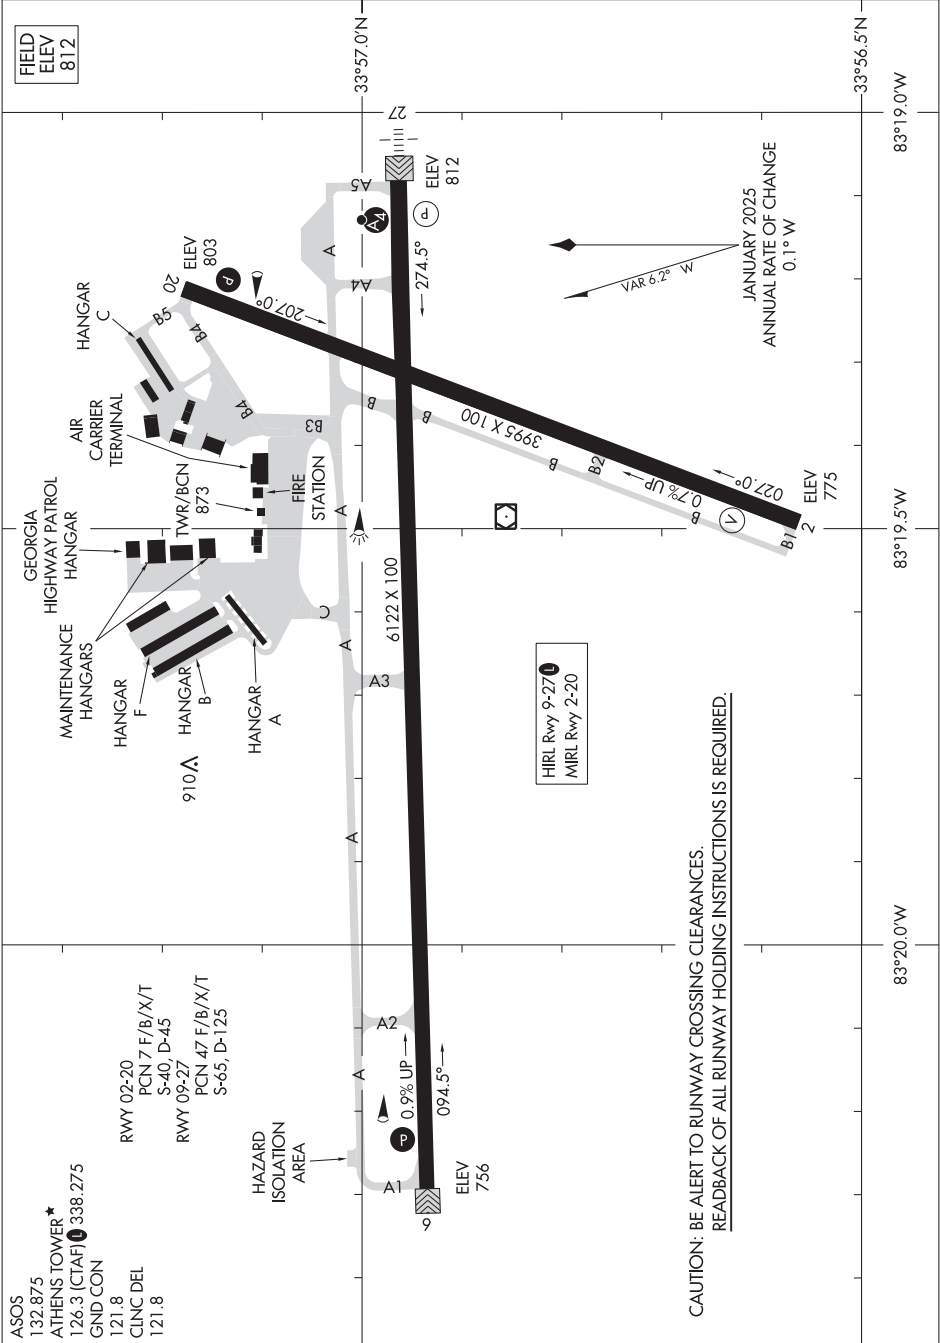 ASOS
132.875
ATHENS TOWER★
126.3 (CTAF) L 338.275
GND CON
121.8
CLNC DEL
121.8
RWY 02-20
PCN 7 F/B/X/T
S-40, D-45
RWY 09-27
PCN 47 F/B/X/T
S-65, D-125
FIELD
ELEV
812
33°57.0'N
33°56.5'N
83°19.0'W
83°19.5'W
83°20.0'W
HANGAR
C
AIR
CARRIER
TERMINAL
TWR/BCN
873
FIRE
STATION
GEORGIA
HIGHWAY PATROL
HANGAR
MAINTENANCE
HANGARS
HANGAR
F
HANGAR
B
HANGAR
A
910
HAZARD
ISOLATION
AREA
ELEV
803
20
P
207.0°
B5
B4
B4
B3
A
A4
A5
A4
P
27
ELEV
812
274.5°
B
B
B
B
B2
B1
3995 X 100
0.7% UP
027.0°
V
2
ELEV
775
A
C
A
A3
A
6122 X 100
A2
A
A1
P
0.9% UP
094.5°
9
ELEV
756
VAR 6.2° W
JANUARY 2025
ANNUAL RATE OF CHANGE
0.1° W
HIRL Rwy 9-27 L
MIRL Rwy 2-20
CAUTION: BE ALERT TO RUNWAY CROSSING CLEARANCES.
READBACK OF ALL RUNWAY HOLDING INSTRUCTIONS IS REQUIRED.